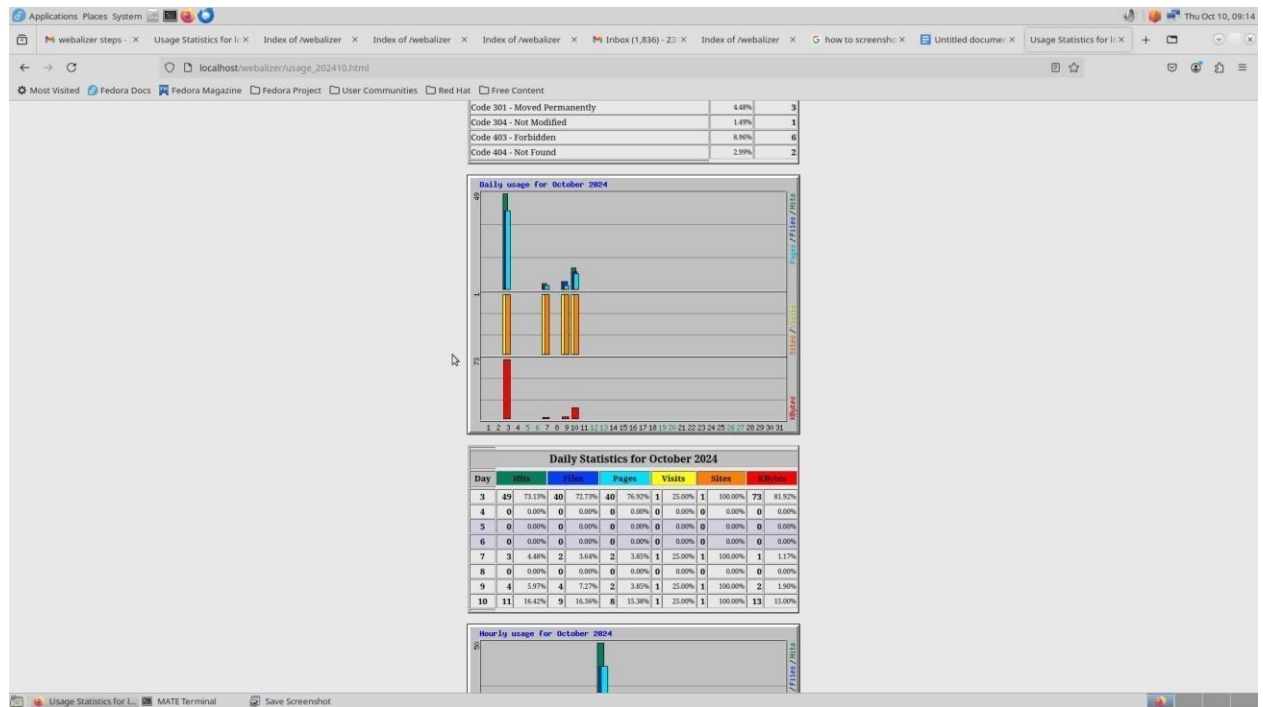 Applications Places System
Thu Oct 10, 09:14
webalizer steps - × Usage Statistics for lo × Index of /webalizer × Index of /webalizer × Index of /webalizer × Inbox (1,836) - 23 × Index of /webalizer × how to screensho × Untitled documen × Usage Statistics for lo × +
localhost/webalizer/usage_202410.html
Most Visited Fedora Docs Fedora Magazine Fedora Project User Communities Red Hat Free Content
Code 301 - Moved Permanently 4.48% 3
Code 304 - Not Modified 1.49% 1
Code 403 - Forbidden 8.96% 6
Code 404 - Not Found 2.99% 2
Daily usage for October 2024
49
Pages / Files / Hits
1
Sites / Visits
73
KBytes
1 2 3 4 5 6 7 8 9 10 11 12 13 14 15 16 17 18 19 20 21 22 23 24 25 26 27 28 29 30 31
Daily Statistics for October 2024
Day Hits Files Pages Visits Sites KBytes
3 49 73.13% 40 72.73% 40 76.92% 1 25.00% 1 100.00% 73 81.92%
4 0 0.00% 0 0.00% 0 0.00% 0 0.00% 0 0.00% 0 0.00%
5 0 0.00% 0 0.00% 0 0.00% 0 0.00% 0 0.00% 0 0.00%
6 0 0.00% 0 0.00% 0 0.00% 0 0.00% 0 0.00% 0 0.00%
7 3 4.48% 2 3.64% 2 3.85% 1 25.00% 1 100.00% 1 1.17%
8 0 0.00% 0 0.00% 0 0.00% 0 0.00% 0 0.00% 0 0.00%
9 4 5.97% 4 7.27% 2 3.85% 1 25.00% 1 100.00% 2 1.90%
10 11 16.42% 9 16.36% 8 15.38% 1 25.00% 1 100.00% 13 15.00%
Hourly usage for October 2024
50
/Files / Hits
Usage Statistics for l... MATE Terminal Save Screenshot